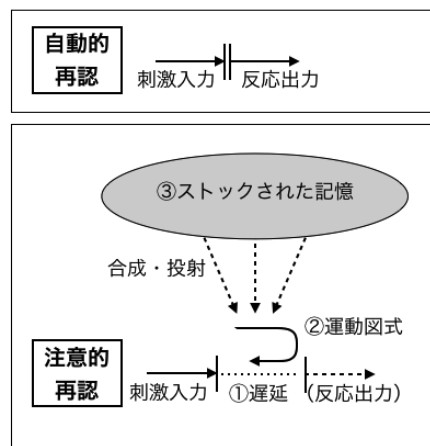 自動的
再認
刺激入力
反応出力
③ストックされた記憶
合成・投射
②運動図式
注意的
再認
刺激入力
①遅延
(反応出力)